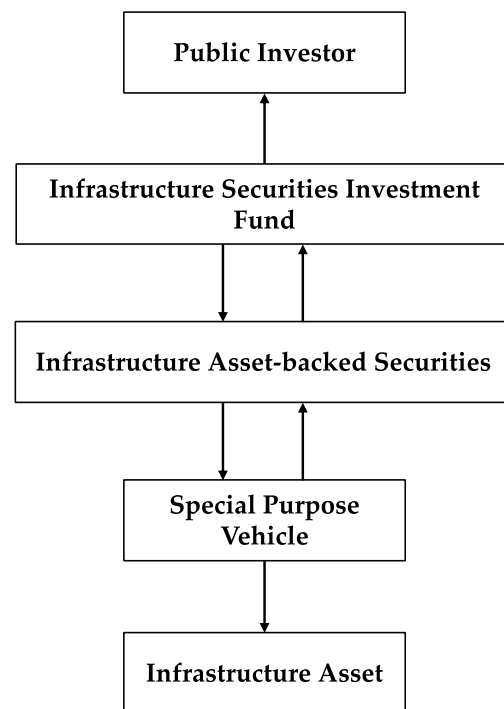 Public Investor
Infrastructure Securities Investment
Fund
Infrastructure Asset-backed Securities
Special Purpose
Vehicle
Infrastructure Asset